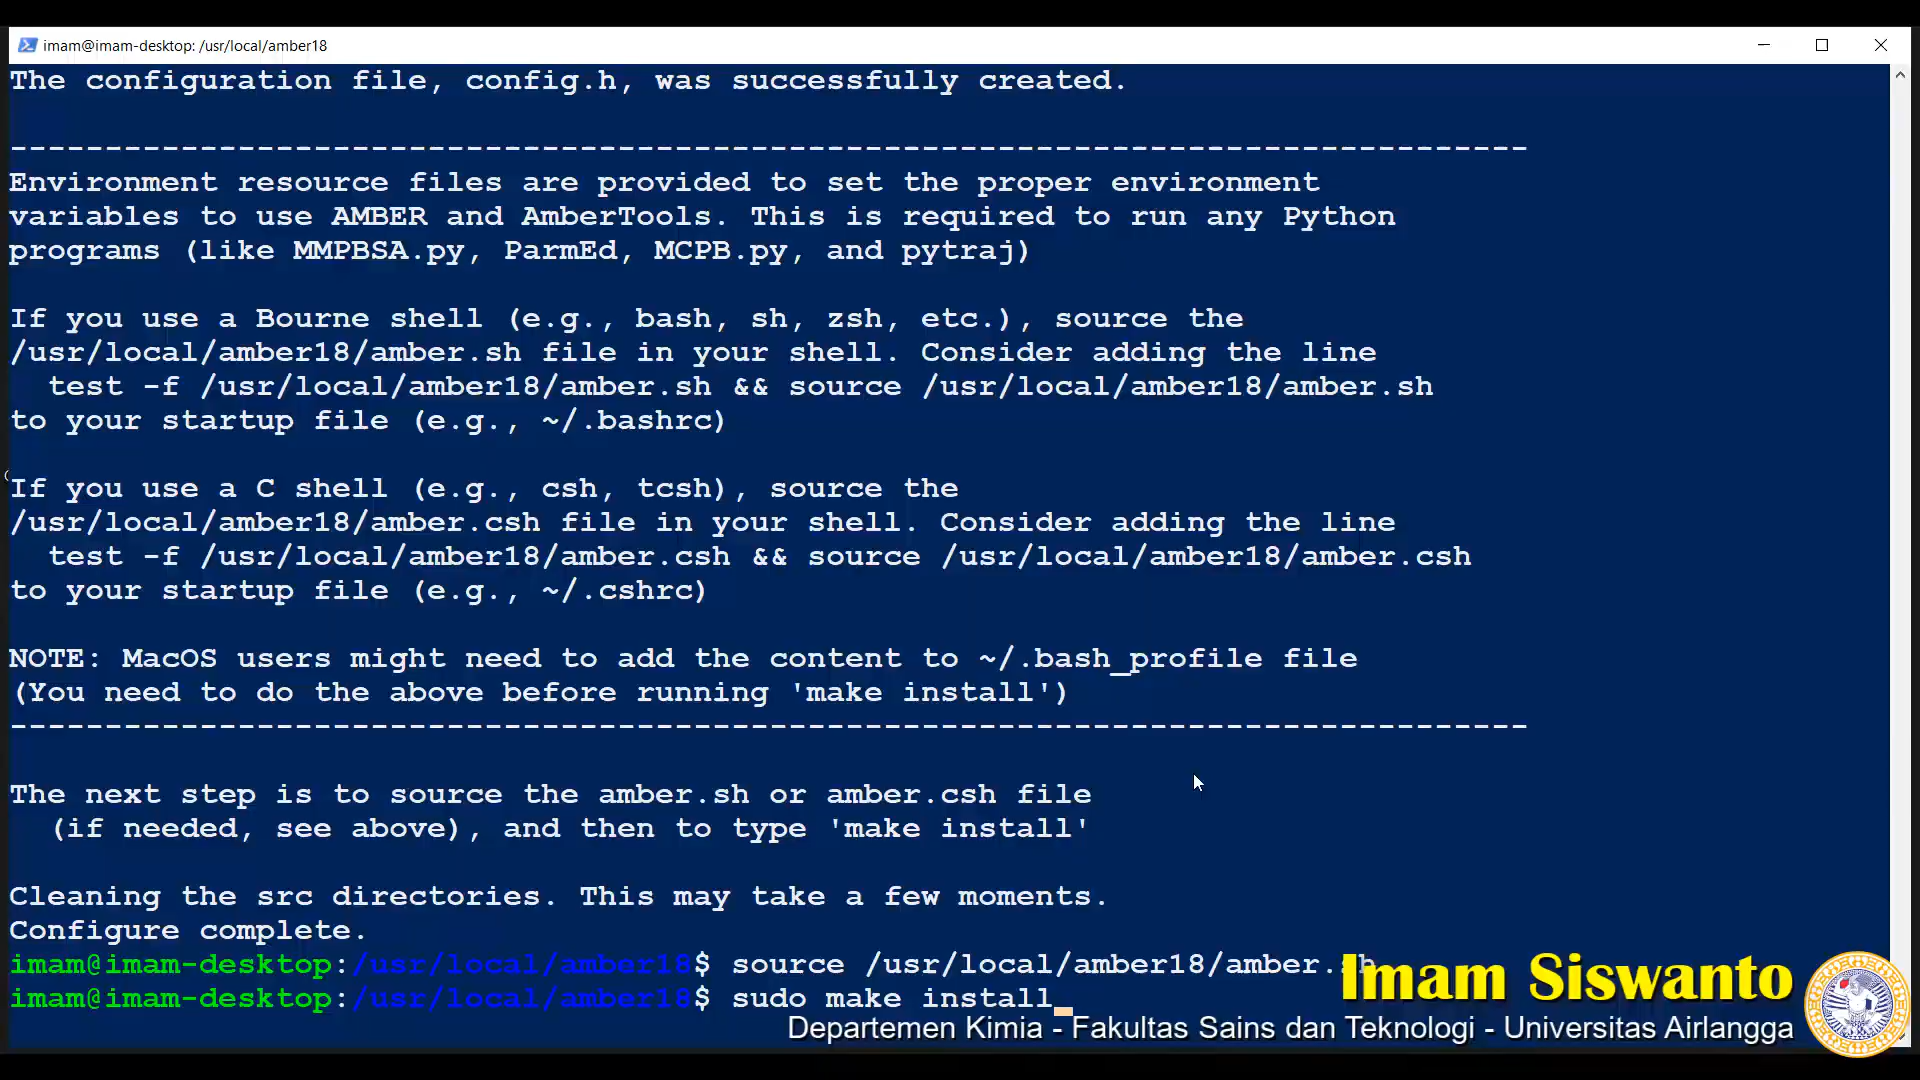 imam@imam-desktop: /usr/local/amber18
The configuration file, config.h, was successfully created.
--------------------------------------------------------------------------------
Environment resource files are provided to set the proper environment
variables to use AMBER and AmberTools. This is required to run any Python
programs (like MMPBSA.py, ParmEd, MCPB.py, and pytraj)
If you use a Bourne shell (e.g., bash, sh, zsh, etc.), source the
/usr/local/amber18/amber.sh file in your shell. Consider adding the line
  test -f /usr/local/amber18/amber.sh && source /usr/local/amber18/amber.sh
to your startup file (e.g., ~/.bashrc)
If you use a C shell (e.g., csh, tcsh), source the
/usr/local/amber18/amber.csh file in your shell. Consider adding the line
  test -f /usr/local/amber18/amber.csh && source /usr/local/amber18/amber.csh
to your startup file (e.g., ~/.cshrc)
NOTE: MacOS users might need to add the content to ~/.bash_profile file
(You need to do the above before running 'make install')
--------------------------------------------------------------------------------
The next step is to source the amber.sh or amber.csh file
  (if needed, see above), and then to type 'make install'
Cleaning the src directories. This may take a few moments.
Configure complete.
imam@imam-desktop:/usr/local/amber18$ source /usr/local/amber18/amber.sh
imam@imam-desktop:/usr/local/amber18$ sudo make install
Imam Siswanto
Departemen Kimia - Fakultas Sains dan Teknologi - Universitas Airlangga